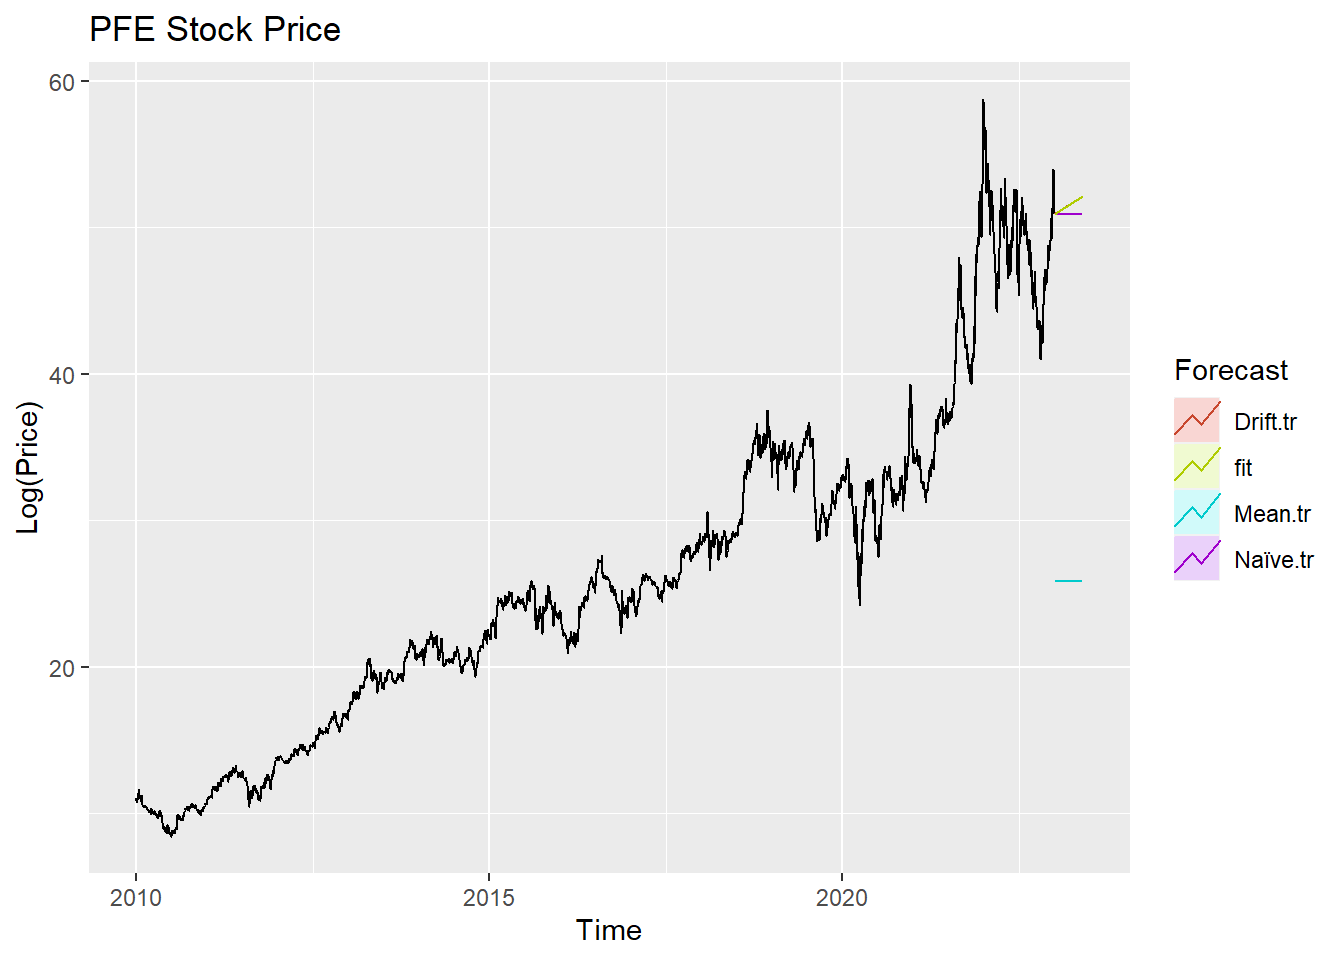 PFE Stock Price
60
40
20
Log(Price)
2010
2015
2020
Time
Forecast
Drift.tr
fit
Mean.tr
Naïve.tr